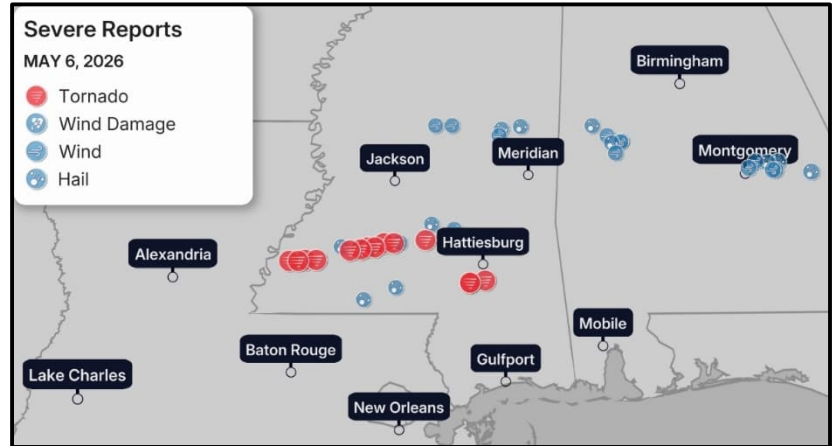 Severe Reports
MAY 6, 2026
Tornado
Wind Damage
Wind
Hail
Birmingham
Jackson
Meridian
Montgomery
Alexandria
Hattiesburg
Mobile
Baton Rouge
Gulfport
Lake Charles
New Orleans